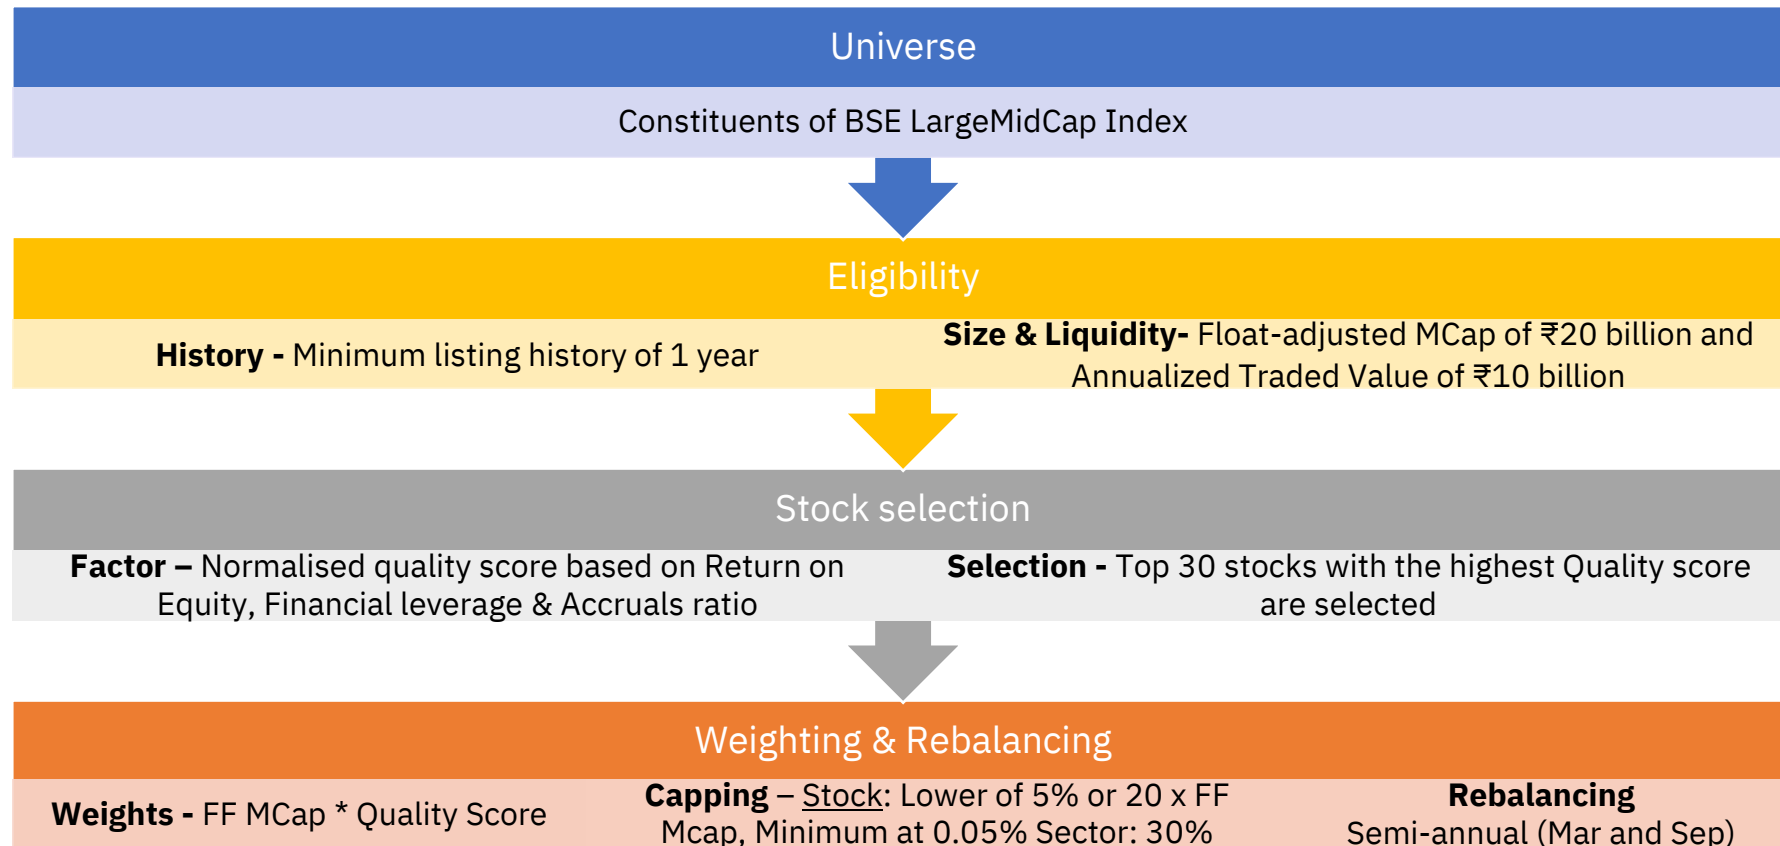 Universe
Constituents of BSE LargeMidCap Index
Eligibility
History - Minimum listing history of 1 year
Size & Liquidity- Float-adjusted MCap of ₹20 billion and
Annualized Traded Value of ₹10 billion
Stock selection
Factor – Normalised quality score based on Return on
Equity, Financial leverage & Accruals ratio
Selection - Top 30 stocks with the highest Quality score
are selected
Weighting & Rebalancing
Weights - FF MCap * Quality Score
Capping – Stock: Lower of 5% or 20 x FF
Mcap, Minimum at 0.05% Sector: 30%
Rebalancing
Semi-annual (Mar and Sep)